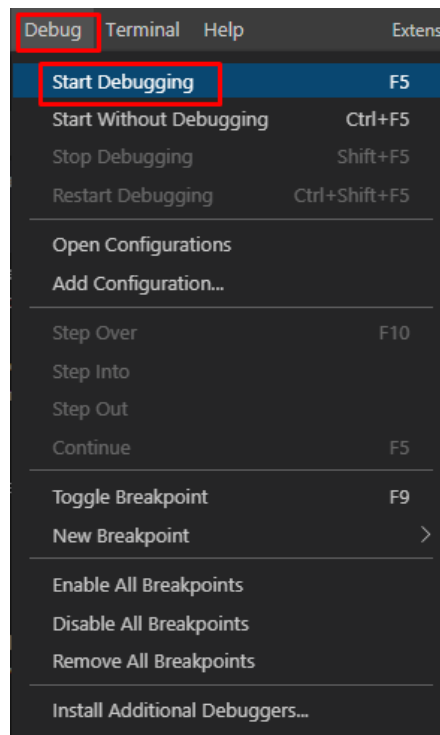 Debug Terminal Help Extens
Start Debugging F5
Start Without Debugging Ctrl+F5
Stop Debugging Shift+F5
Restart Debugging Ctrl+Shift+F5
Open Configurations
Add Configuration...
Step Over F10
Step Into
Step Out
Continue F5
Toggle Breakpoint F9
New Breakpoint
Enable All Breakpoints
Disable All Breakpoints
Remove All Breakpoints
Install Additional Debuggers...